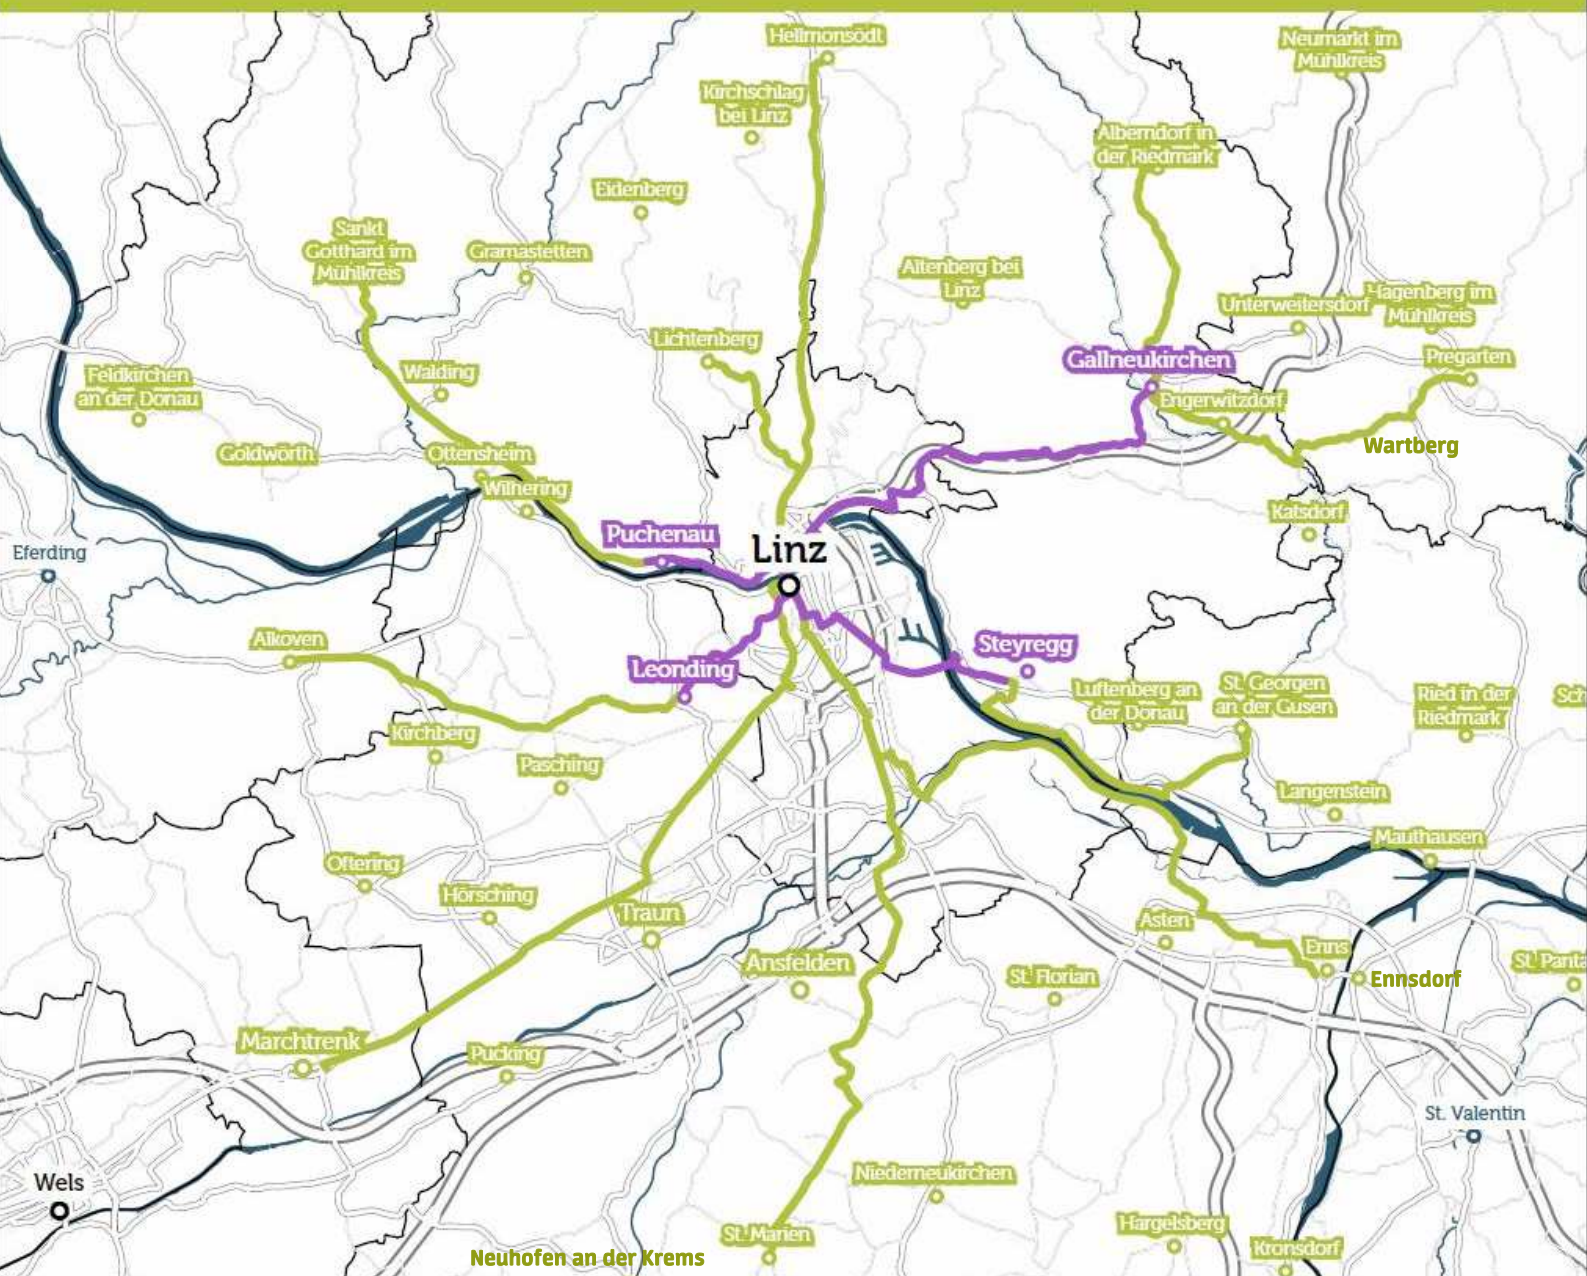 Hellmonsödt
Neumarkt im
Mühlkreis
Kirchschlag
bei Linz
Alberndorf in
der Riedmark
Eidenberg
Sankt
Gotthard im
Mühlkreis
Gramastetten
Altenberg bei
Linz
Unterweitersdorf
Hagenberg im
Mühlkreis
Lichtenberg
Gallneukirchen
Pregarten
Feldkirchen
an der Donau
Walding
Engerwitzdorf
Wartberg
Goldwörth
Ottensheim
Wilhering
Katsdorf
Puchenau
Linz
Eferding
Alkoven
Leonding
Steyregg
Luftenberg an
der Donau
St. Georgen
an der Gusen
Ried in der
Riedmark
Sch
Kirchberg
Pasching
Langenstein
Mauthausen
Oftering
Hörsching
Traun
Asten
Enns
Ansfelden
St. Florian
Ennsdorf
St. Panta
Marchtrenk
Pucking
St. Valentin
Wels
Niederneukirchen
St. Marien
Hargelsberg
Kronsdorf
Neuhofen an der Krems